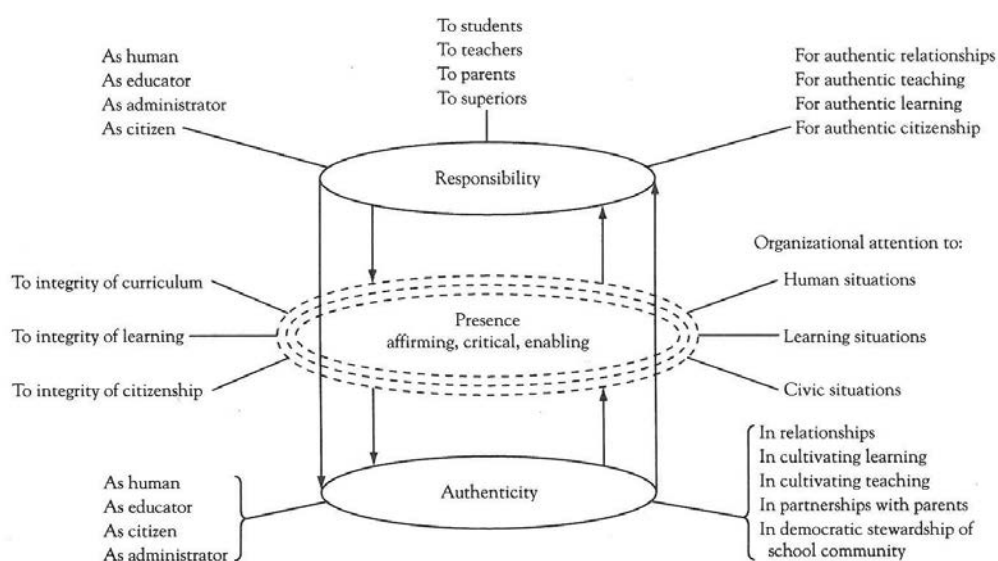 As human
As educator
As administrator
As citizen
To students
To teachers
To parents
To superiors
For authentic relationships
For authentic teaching
For authentic learning
For authentic citizenship
Responsibility
Organizational attention to:
To integrity of curriculum
To integrity of learning
To integrity of citizenship
Presence
affirming, critical, enabling
Human situations
Learning situations
Civic situations
As human
As educator
As citizen
As administrator
Authenticity
In relationships
In cultivating learning
In cultivating teaching
In partnerships with parents
In democratic stewardship of
school community